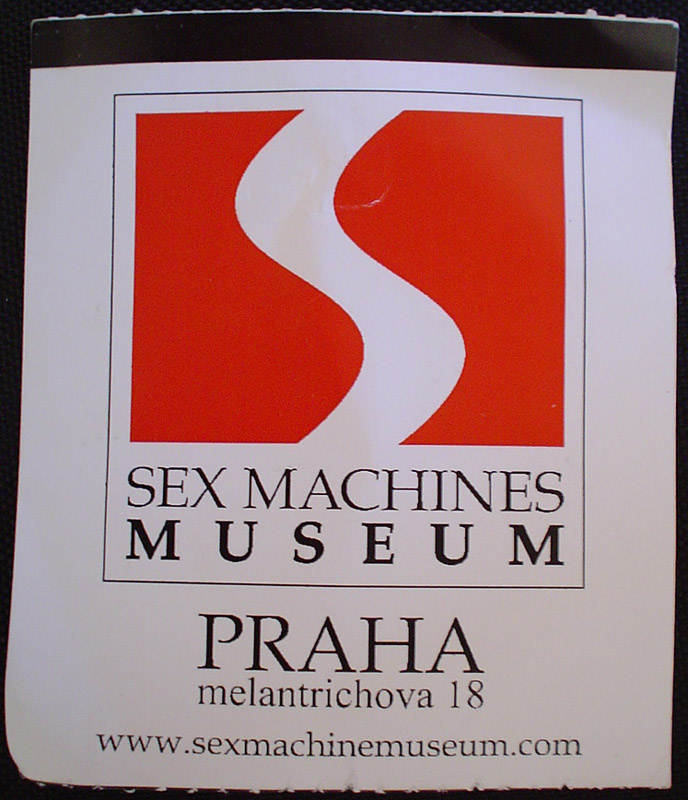 SEX MACHINES
MUSEUM
PRAHA
melantrichova 18
www.sexmachinemuseum.com